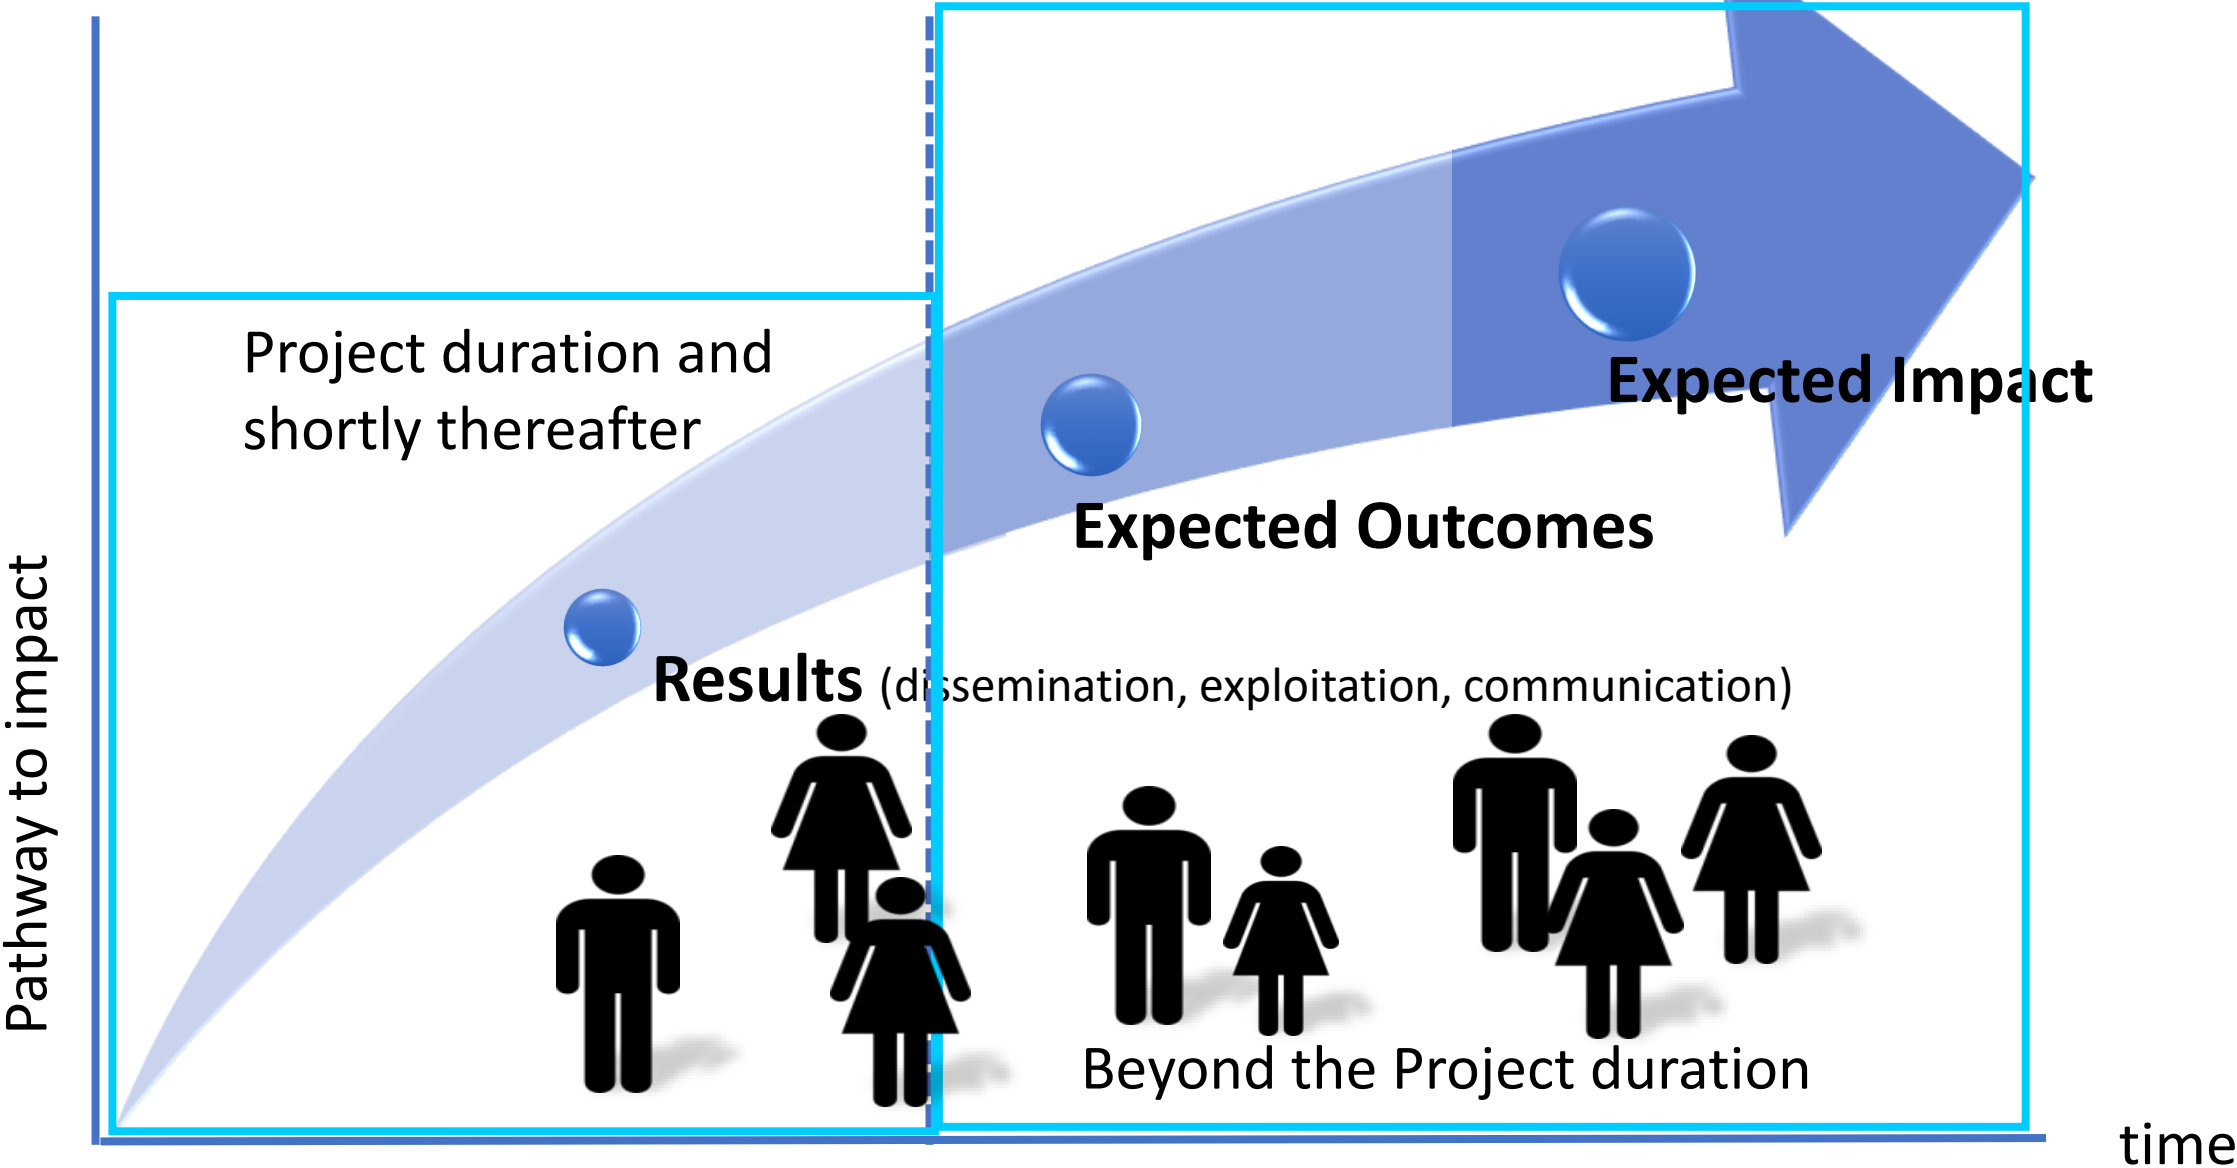 Project duration and
shortly thereafter
Expected Impact
Expected Outcomes
Results (dissemination, exploitation, communication)
Beyond the Project duration
Pathway to impact
time